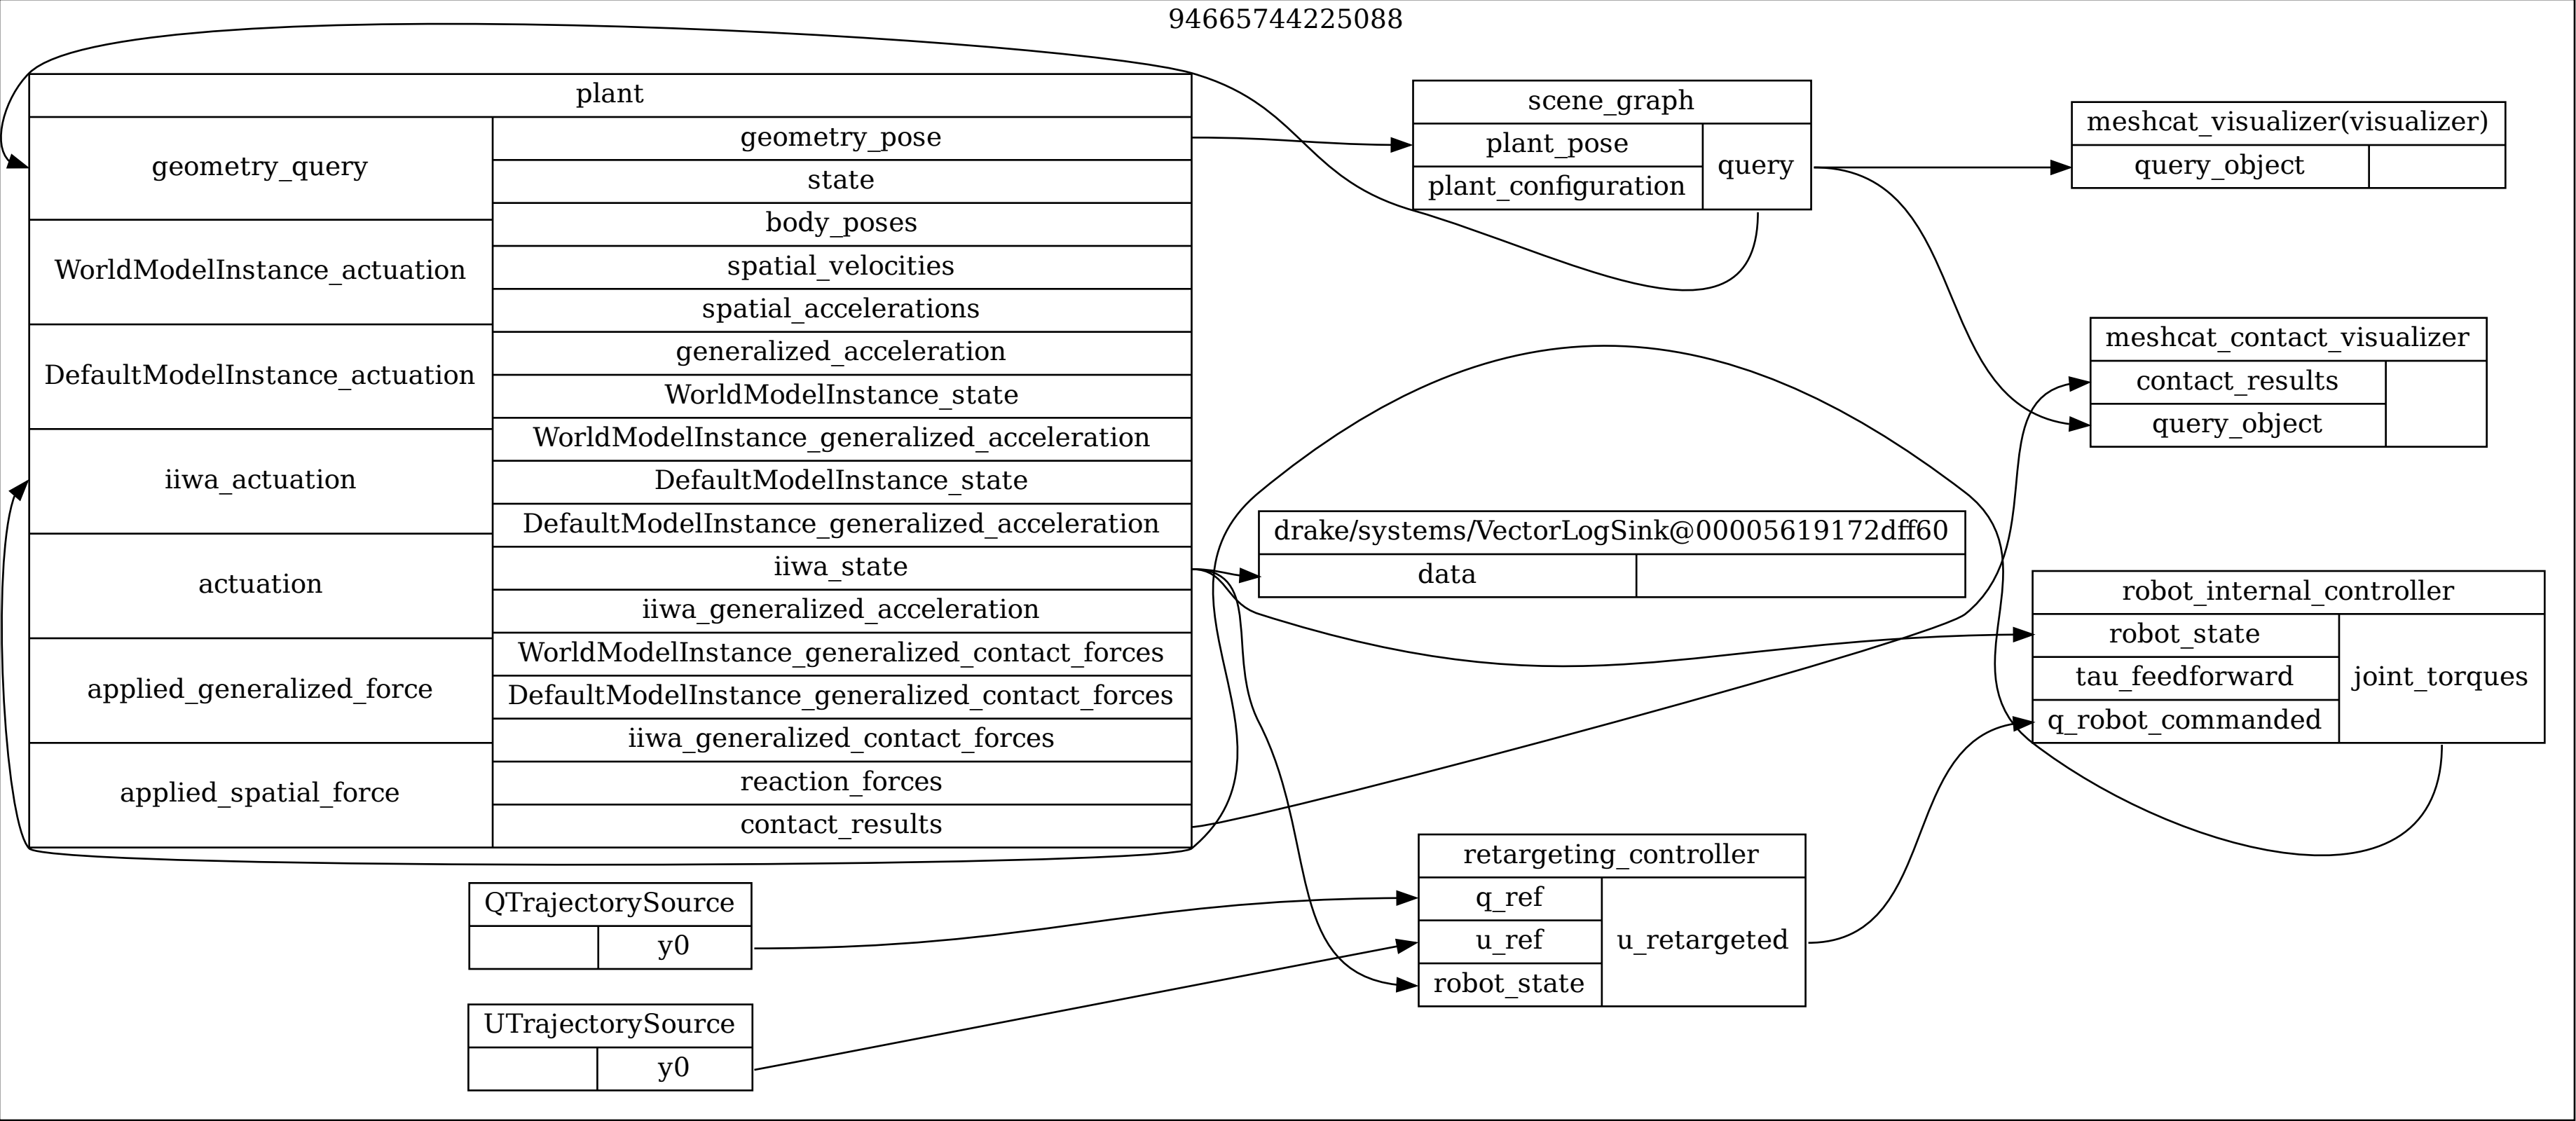 94665744225088
plant
geometry_query
WorldModelInstance_actuation
DefaultModelInstance_actuation
iiwa_actuation
actuation
applied_generalized_force
applied_spatial_force
geometry_pose
state
body_poses
spatial_velocities
spatial_accelerations
generalized_acceleration
WorldModelInstance_state
WorldModelInstance_generalized_acceleration
DefaultModelInstance_state
DefaultModelInstance_generalized_acceleration
iiwa_state
iiwa_generalized_acceleration
WorldModelInstance_generalized_contact_forces
DefaultModelInstance_generalized_contact_forces
iiwa_generalized_contact_forces
reaction_forces
contact_results
scene_graph
plant_pose
plant_configuration
query
meshcat_visualizer(visualizer)
query_object
meshcat_contact_visualizer
contact_results
query_object
drake/systems/VectorLogSink@00005619172dff60
data
robot_internal_controller
robot_state
tau_feedforward
q_robot_commanded
joint_torques
retargeting_controller
q_ref
u_ref
robot_state
u_retargeted
QTrajectorySource
y0
UTrajectorySource
y0